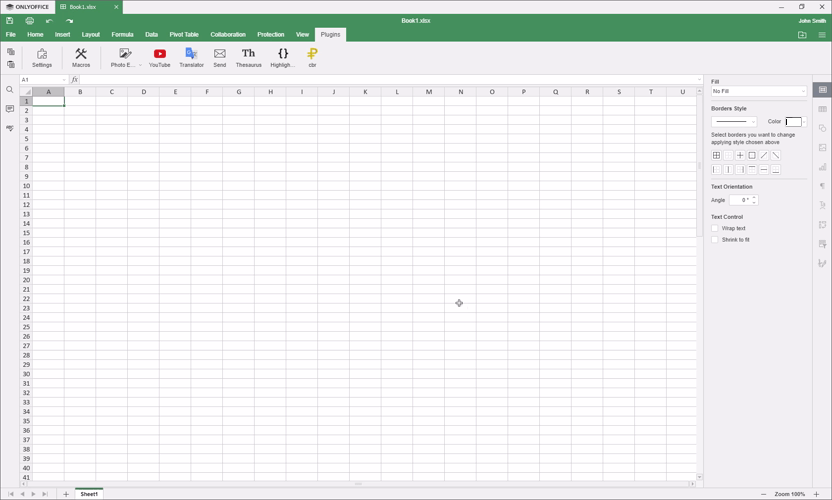 ONLYOFFICE Book1.xlsx
Book1.xlsx John Smith
File Home Insert Layout Formula Data Pivot Table Collaboration Protection View Plugins
Settings Macros Photo E... YouTube Translator Send Thesaurus Highligh... cbr
A1 fx
A B C D E F G H I J K L M N O P Q R S T U
1
2
3
4
5
6
7
8
9
10
11
12
13
14
15
16
17
18
19
20
21
22
23
24
25
26
27
28
29
30
31
32
33
34
35
36
37
38
39
40
41
Fill
No Fill
Borders Style
Color
Select borders you want to change
applying style chosen above
Text Orientation
Angle 3 °
Text Control
Wrap text
Shrink to fit
Sheet1 Zoom 100%